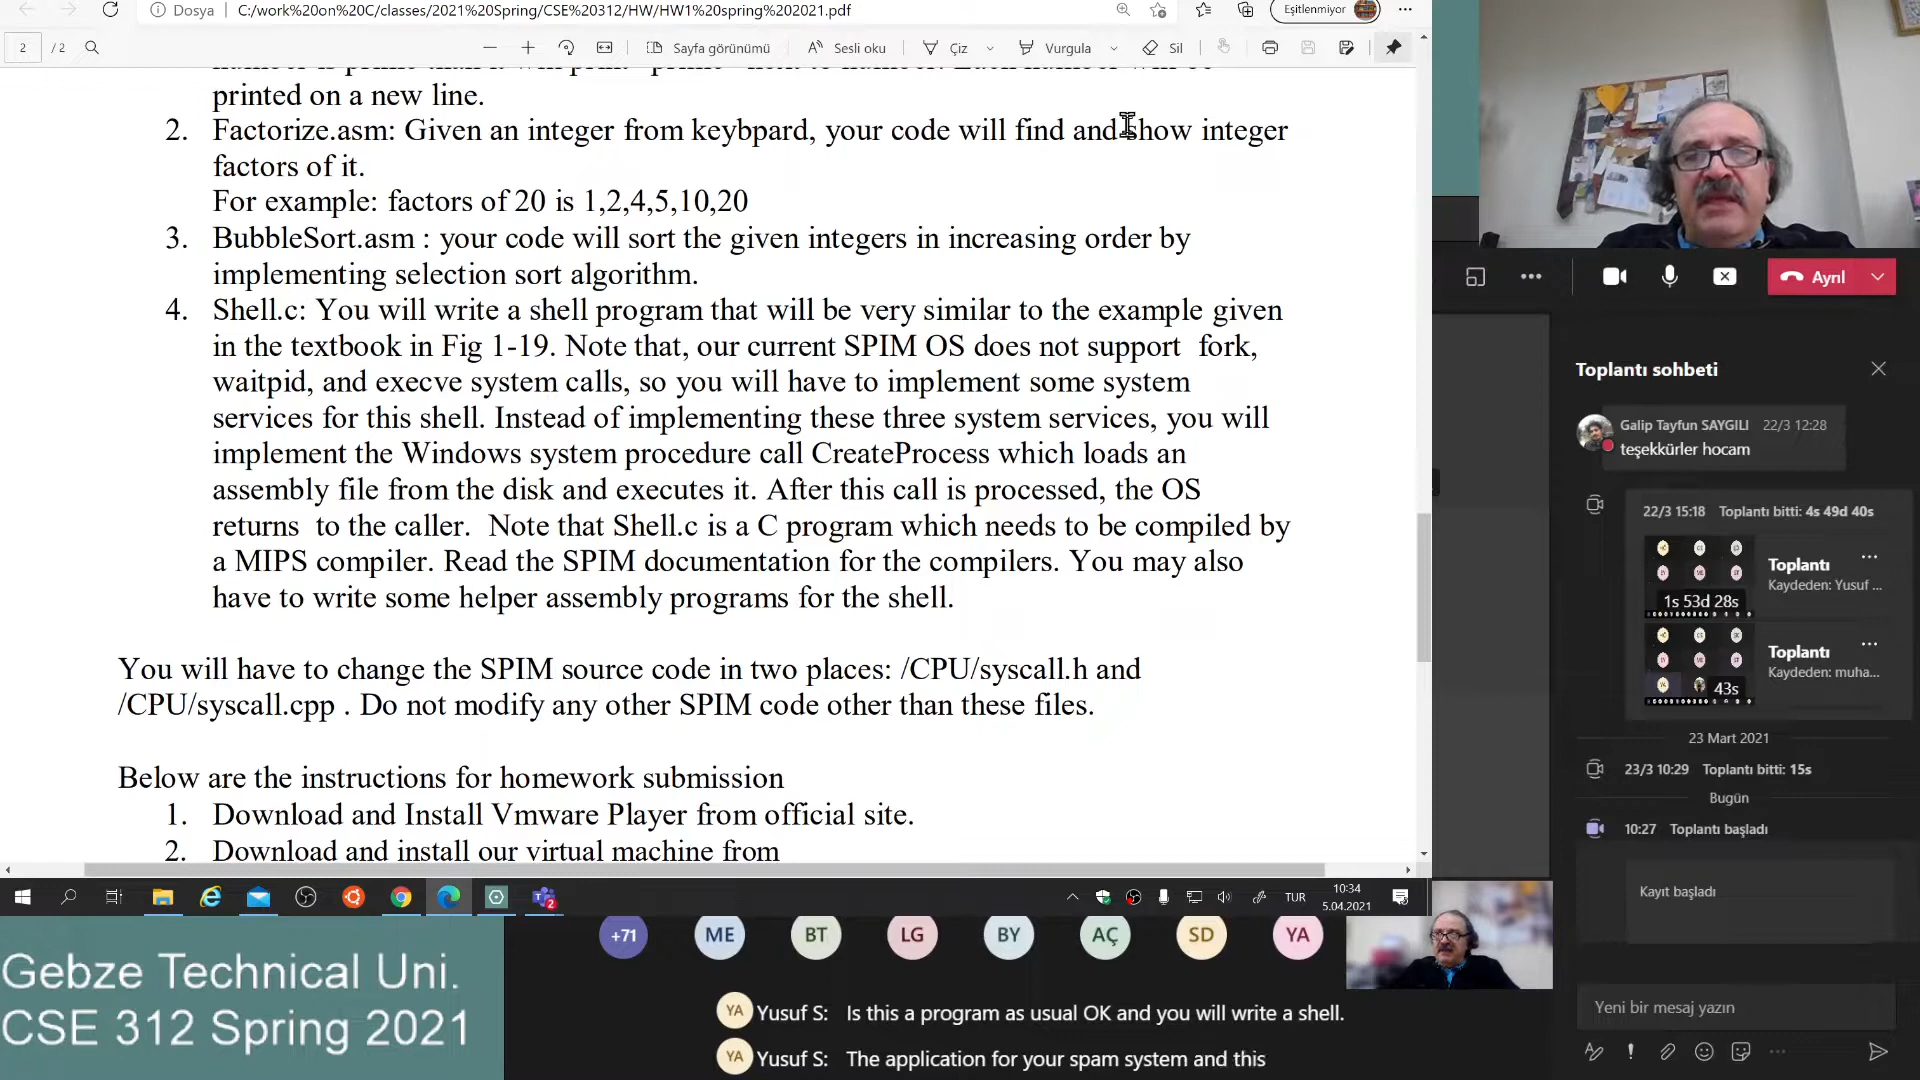 Dosya
C:/work%20on%20C/classes/2021%20Spring/CSE%20312/HW/HW1%20spring%202021.pdf
Eşitlenmiyor
2 / 2
Sayfa görünümü
Sesli oku
Çiz
Vurgula
Sil
printed on a new line.
2. Factorize.asm: Given an integer from keybpard, your code will find and show integer
factors of it.
For example: factors of 20 is 1,2,4,5,10,20
3. BubbleSort.asm : your code will sort the given integers in increasing order by
implementing selection sort algorithm.
4. Shell.c: You will write a shell program that will be very similar to the example given
in the textbook in Fig 1-19. Note that, our current SPIM OS does not support fork,
waitpid, and execve system calls, so you will have to implement some system
services for this shell. Instead of implementing these three system services, you will
implement the Windows system procedure call CreateProcess which loads an
assembly file from the disk and executes it. After this call is processed, the OS
returns to the caller. Note that Shell.c is a C program which needs to be compiled by
a MIPS compiler. Read the SPIM documentation for the compilers. You may also
have to write some helper assembly programs for the shell.
You will have to change the SPIM source code in two places: /CPU/syscall.h and
/CPU/syscall.cpp . Do not modify any other SPIM code other than these files.
Below are the instructions for homework submission
1. Download and Install Vmware Player from official site.
2. Download and install our virtual machine from
TUR
10:34
5.04.2021
Ayrıl
Toplantı sohbeti
Galip Tayfun SAYGILI 22/3 12:28
teşekkürler hocam
22/3 15:18 Toplantı bitti: 4s 49d 40s
Toplantı
Kaydeden: Yusuf ...
1s 53d 28s
Toplantı
Kaydeden: muha...
43s
23 Mart 2021
23/3 10:29 Toplantı bitti: 15s
Bugün
10:27 Toplantı başladı
Kayıt başladı
Yeni bir mesaj yazın
Gebze Technical Uni.
CSE 312 Spring 2021
+71 ME BT LG BY AÇ SD YA
YA Yusuf S: Is this a program as usual OK and you will write a shell.
YA Yusuf S: The application for your spam system and this